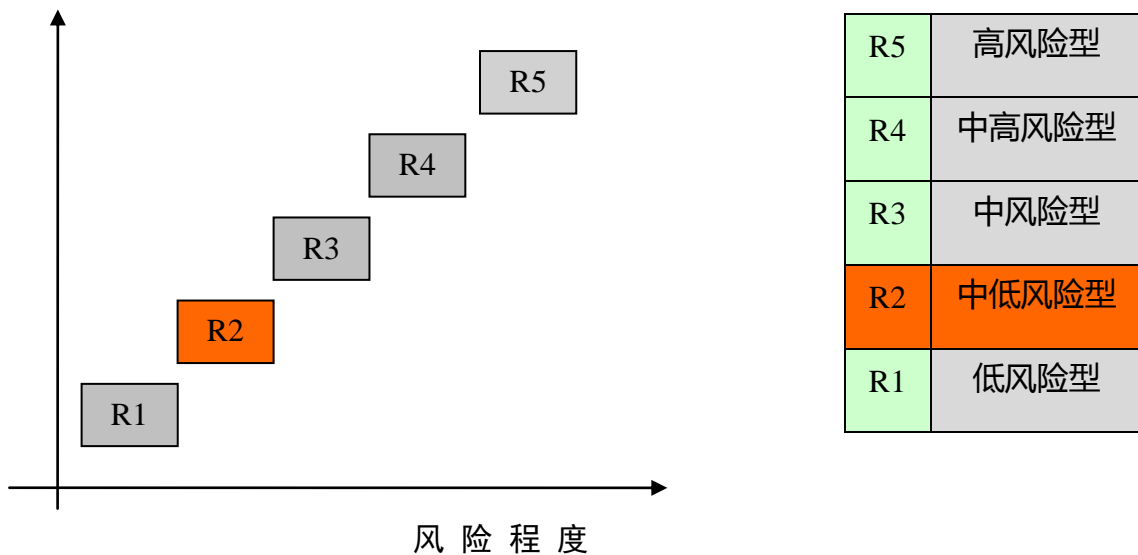 R5
R4
R3
R2
R1
风 险 程 度
R5 高风险型
R4 中高风险型
R3 中风险型
R2 中低风险型
R1 低风险型